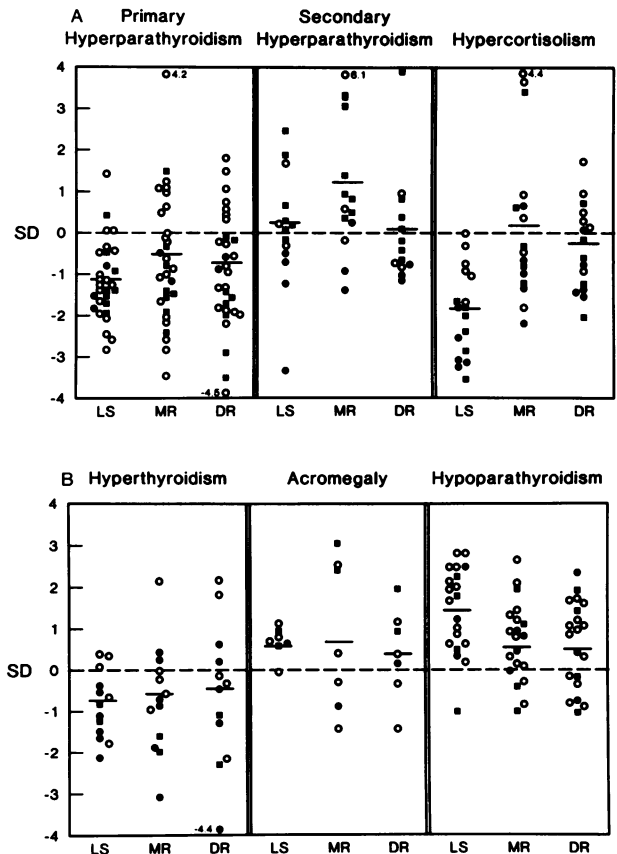 A Primary Secondary
Hyperparathyroidism Hyperparathyroidism Hypercortisolism
4 4.2 6.1 4.4
3
2
1
SD 0
-1
-2
-3
-4 -4.5
LS MR DR LS MR DR LS MR DR
B Hyperthyroidism Acromegaly Hypoparathyroidism
4
3
2
1
SD 0
-1
-2
-3
-4 -4.4
LS MR DR LS MR DR LS MR DR